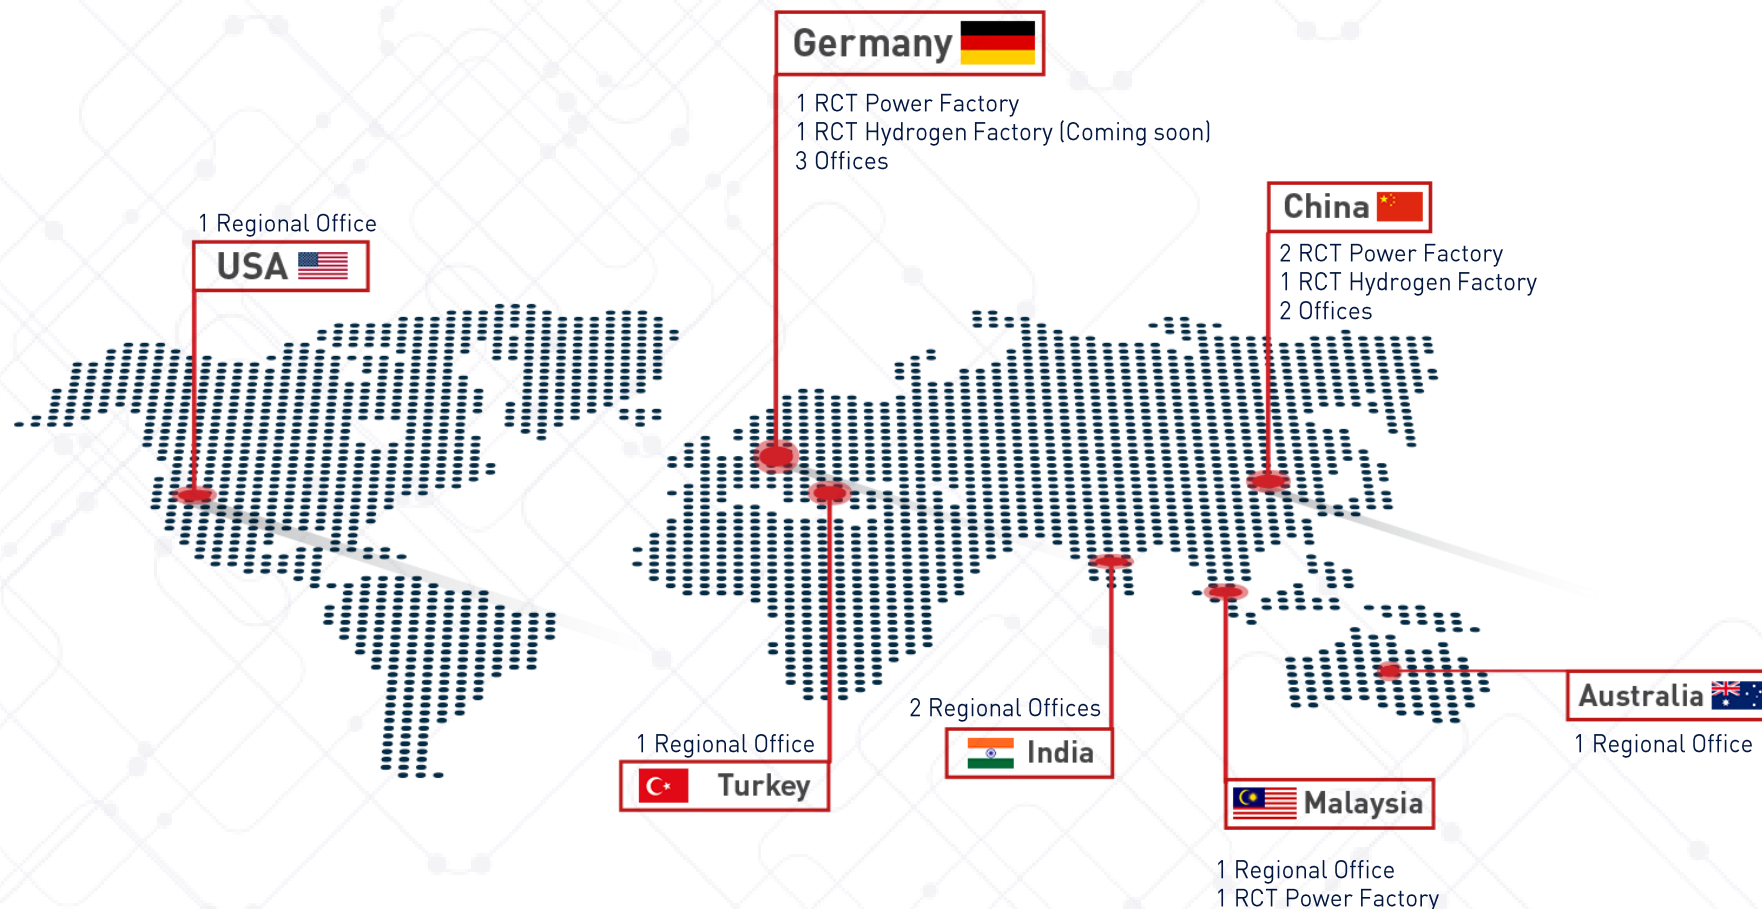 Germany
1 RCT Power Factory
1 RCT Hydrogen Factory (Coming soon)
3 Offices
China
2 RCT Power Factory
1 RCT Hydrogen Factory
2 Offices
1 Regional Office
USA
Australia
1 Regional Office
2 Regional Offices
India
1 Regional Office
Turkey
Malaysia
1 Regional Office
1 RCT Power Factory